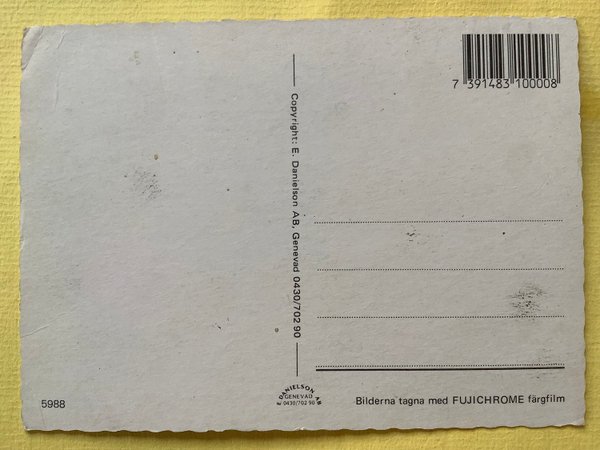 7 391483 100008
Copyright: E. Danielson AB, Genevad 0430/702 90
5988
DANIELSON AB
GENEVAD
0430/702 90
Bilderna tagna med FUJICHROME färgfilm